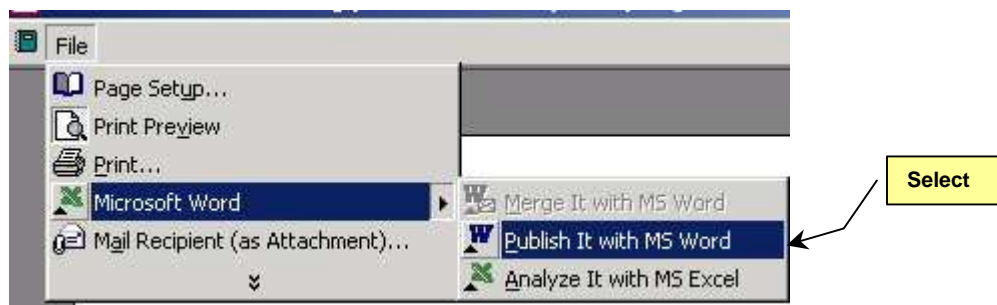 File
Page Setup...
Print Preview
Print...
Microsoft Word
Mail Recipient (as Attachment)...
Merge It with MS Word
Publish It with MS Word
Analyze It with MS Excel
Select